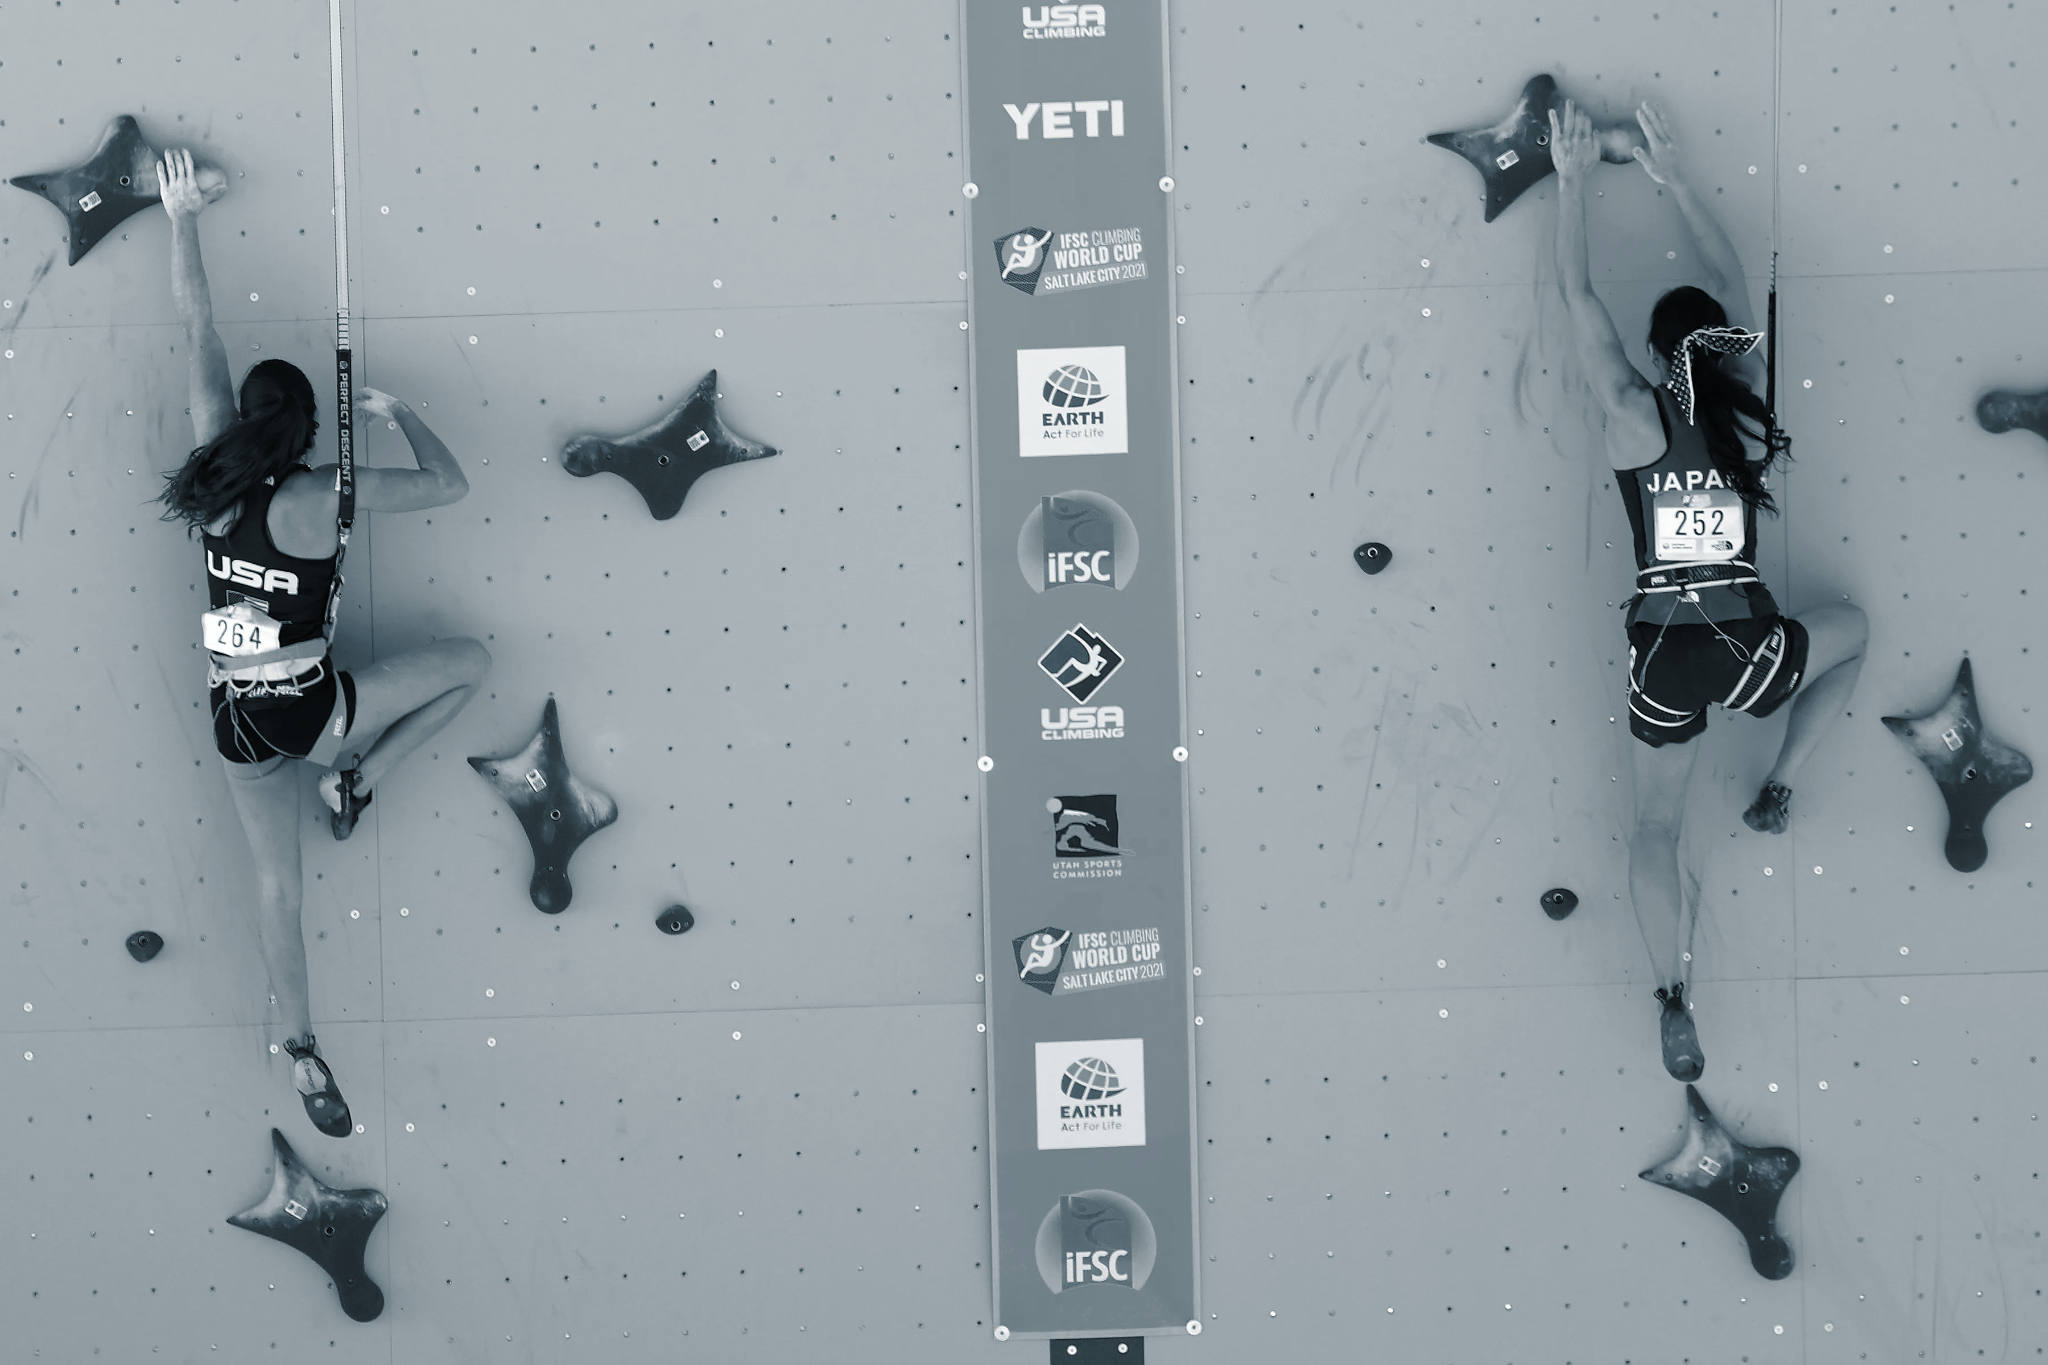 USA
CLIMBING
YETI
IFSC CLIMBING
WORLD CUP
SALT LAKE CITY 2021
EARTH
Act For Life
iFSC
USA
CLIMBING
UTAH SPORTS
COMMISSION
IFSC CLIMBING
WORLD CUP
SALT LAKE CITY 2021
EARTH
Act For Life
iFSC
PERFECT DESCENT
USA
264
PETZL
JAPA
252
PETZL